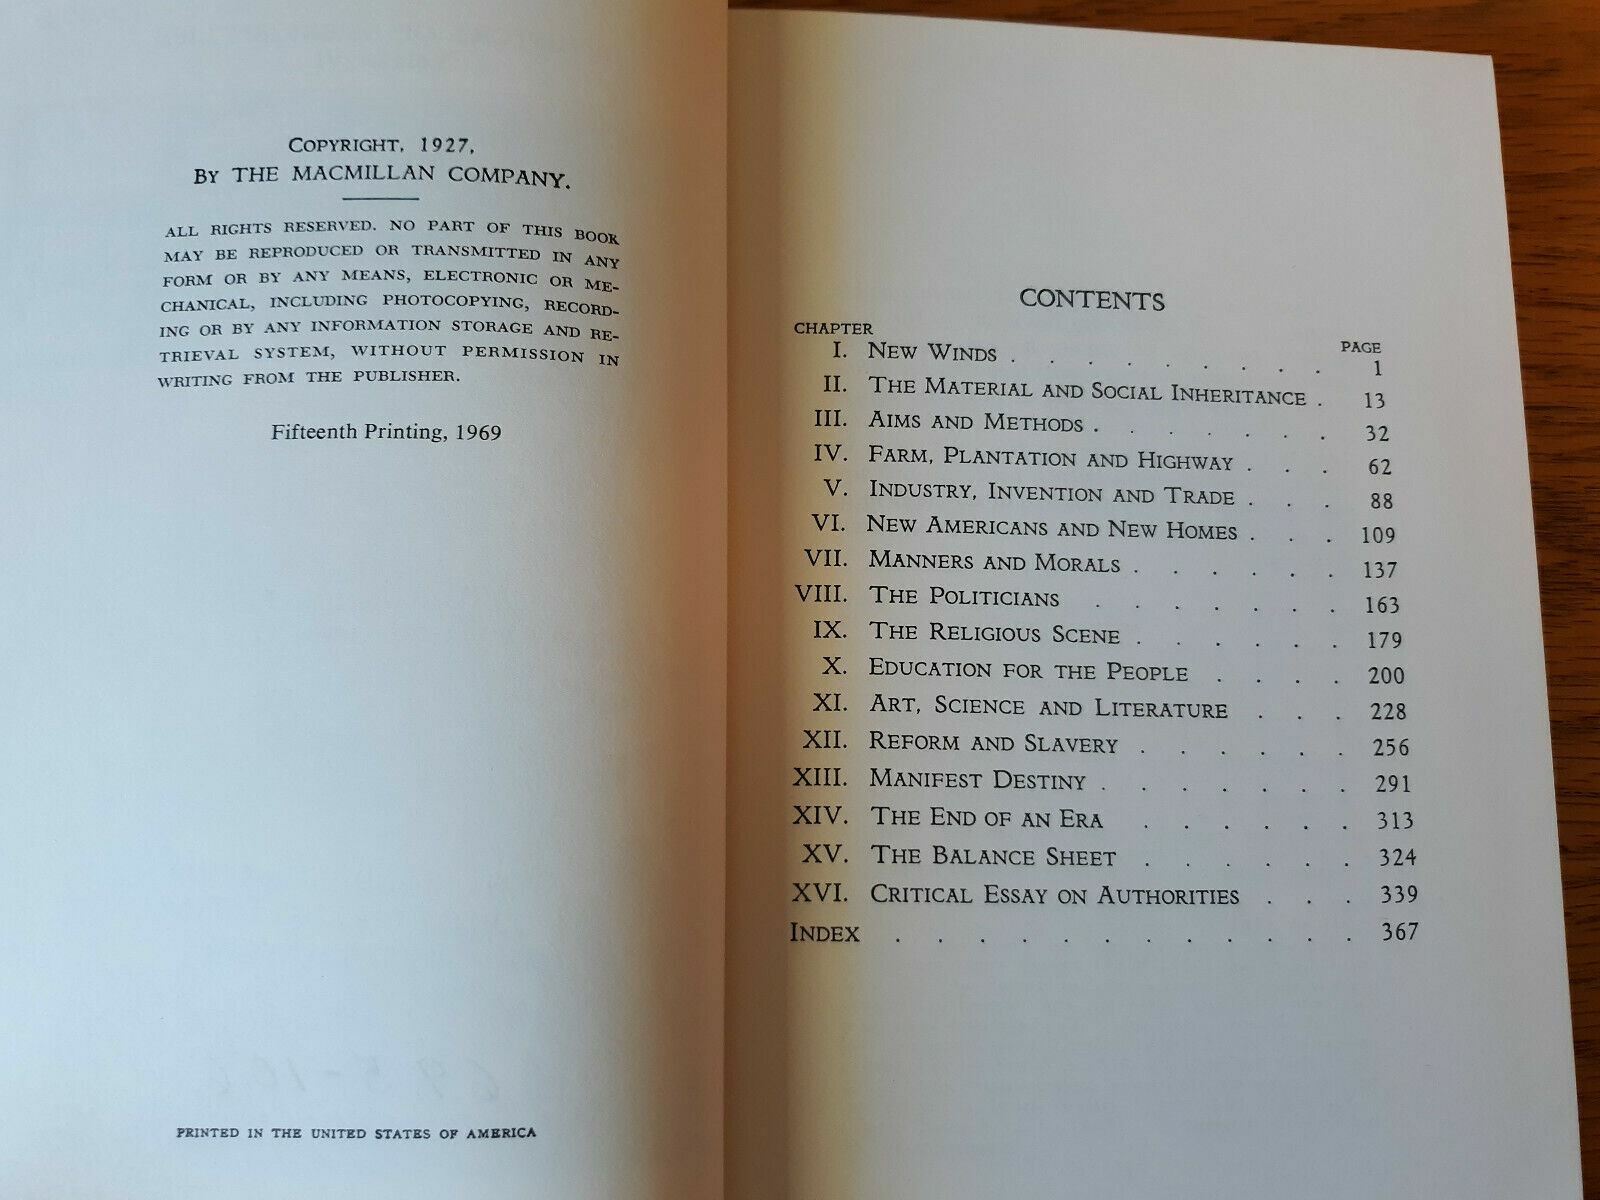 COPYRIGHT, 1927,
BY THE MACMILLAN COMPANY.
ALL RIGHTS RESERVED. NO PART OF THIS BOOK
MAY BE REPRODUCED OR TRANSMITTED IN ANY
FORM OR BY ANY MEANS, ELECTRONIC OR ME-
CHANICAL, INCLUDING PHOTOCOPYING, RECORD-
ING OR BY ANY INFORMATION STORAGE AND RE-
TRIEVAL SYSTEM, WITHOUT PERMISSION IN
WRITING FROM THE PUBLISHER.
Fifteenth Printing, 1969
PRINTED IN THE UNITED STATES OF AMERICA
CONTENTS
CHAPTER PAGE
I. NEW WINDS . . . . . . . . . 1
II. THE MATERIAL AND SOCIAL INHERITANCE . 13
III. AIMS AND METHODS . . . . . . . 32
IV. FARM, PLANTATION AND HIGHWAY . . . 62
V. INDUSTRY, INVENTION AND TRADE . . . 88
VI. NEW AMERICANS AND NEW HOMES . . . 109
VII. MANNERS AND MORALS . . . . . . 137
VIII. THE POLITICIANS . . . . . . . 163
IX. THE RELIGIOUS SCENE . . . . . . 179
X. EDUCATION FOR THE PEOPLE . . . . 200
XI. ART, SCIENCE AND LITERATURE . . . 228
XII. REFORM AND SLAVERY . . . . . . 256
XIII. MANIFEST DESTINY . . . . . . . 291
XIV. THE END OF AN ERA . . . . . . 313
XV. THE BALANCE SHEET . . . . . . 324
XVI. CRITICAL ESSAY ON AUTHORITIES . . . 339
INDEX . . . . . . . . . . . . 367